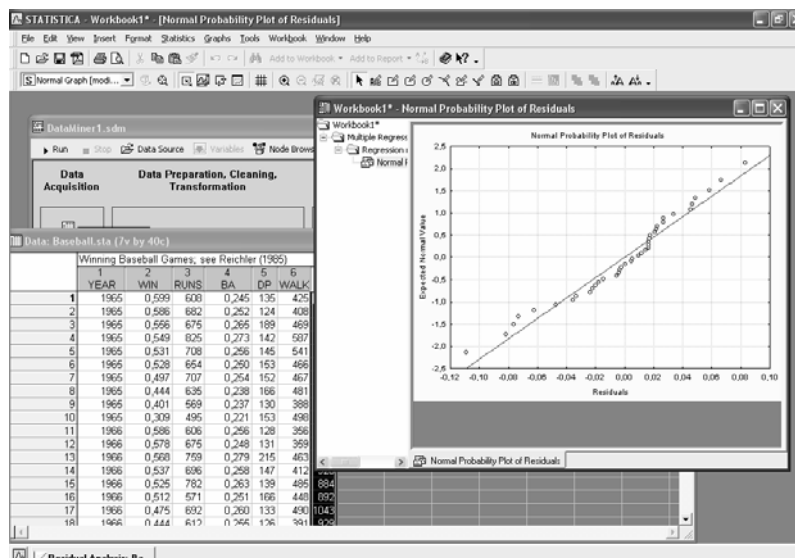 STATISTICA - Workbook1* - [Normal Probability Plot of Residuals]
File Edit View Insert Format Statistics Graphs Tools Workbook Window Help
Add to Workbook Add to Report
Normal Graph [modi...
Workbook1* - Normal Probability Plot of Residuals
Workbook1*
Multiple Regress
Regression
Normal
Normal Probability Plot of Residuals
2,5
2,0
1,5
1,0
0,5
0,0
-0,5
-1,0
-1,5
-2,0
-2,5
Expected Normal Value
-0,12 -0,10 -0,08 -0,06 -0,04 -0,02 0,00 0,02 0,04 0,06 0,08 0,10
Residuals
Normal Probability Plot of Residuals
DataMiner1.sdm
Run Stop Data Source Variables Node Brows
Data Acquisition
Data Preparation, Cleaning, Transformation
Data: Baseball.sta (7v by 40c)
Winning Baseball Games; see Reichler (1985)
1 2 3 4 5 6
YEAR WIN RUNS BA DP WALK
1 1965 0,599 608 0,245 135 425
2 1965 0,586 682 0,252 124 408
3 1965 0,556 675 0,265 189 469
4 1965 0,549 825 0,273 142 587
5 1965 0,531 708 0,256 145 541
6 1965 0,528 654 0,250 153 466
7 1965 0,497 707 0,254 152 467
8 1965 0,444 635 0,238 166 481
9 1965 0,401 569 0,237 130 388
10 1965 0,309 495 0,221 153 498
11 1966 0,586 606 0,256 128 356
12 1966 0,578 675 0,248 131 359
13 1966 0,568 759 0,279 215 463
14 1966 0,537 696 0,258 147 412
15 1966 0,525 782 0,263 139 485 884
16 1966 0,512 571 0,251 166 448 892
17 1966 0,475 692 0,260 133 490 1043
18 1966 0,444 612 0,255 126 391 929
Residual Analysis: Ba